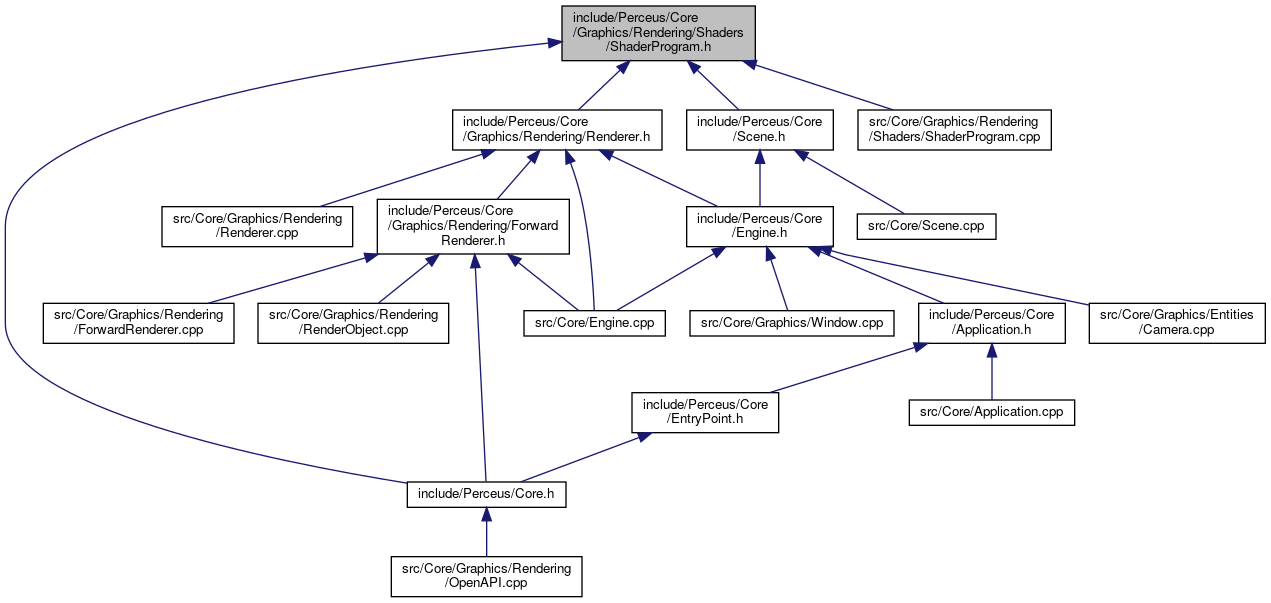 include/Perceus/Core
/Graphics/Rendering/Shaders
/ShaderProgram.h
include/Perceus/Core
/Graphics/Rendering/Renderer.h
include/Perceus/Core
/Scene.h
src/Core/Graphics/Rendering
/Shaders/ShaderProgram.cpp
src/Core/Graphics/Rendering
/Renderer.cpp
include/Perceus/Core
/Graphics/Rendering/Forward
Renderer.h
include/Perceus/Core
/Engine.h
src/Core/Scene.cpp
src/Core/Graphics/Rendering
/ForwardRenderer.cpp
src/Core/Graphics/Rendering
/RenderObject.cpp
src/Core/Engine.cpp
src/Core/Graphics/Window.cpp
include/Perceus/Core
/Application.h
src/Core/Graphics/Entities
/Camera.cpp
include/Perceus/Core
/EntryPoint.h
src/Core/Application.cpp
include/Perceus/Core.h
src/Core/Graphics/Rendering
/OpenAPI.cpp